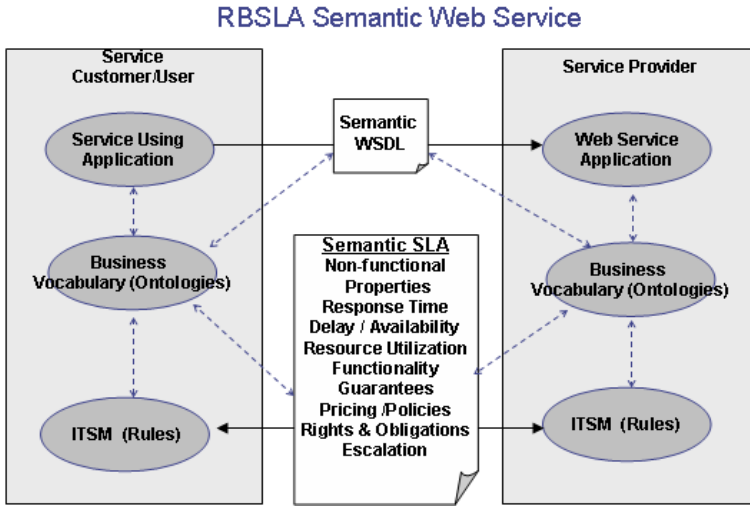 RBSLA Semantic Web Service
Service
Customer/User
Service Using
Application
Business
Vocabulary (Ontologies)
ITSM (Rules)
Semantic
WSDL
Semantic SLA
Non-functional
Properties
Response Time
Delay / Availability
Resource Utilization
Functionality
Guarantees
Pricing /Policies
Rights & Obligations
Escalation
Service Provider
Web Service
Application
Business
Vocabulary (Ontologies)
ITSM (Rules)